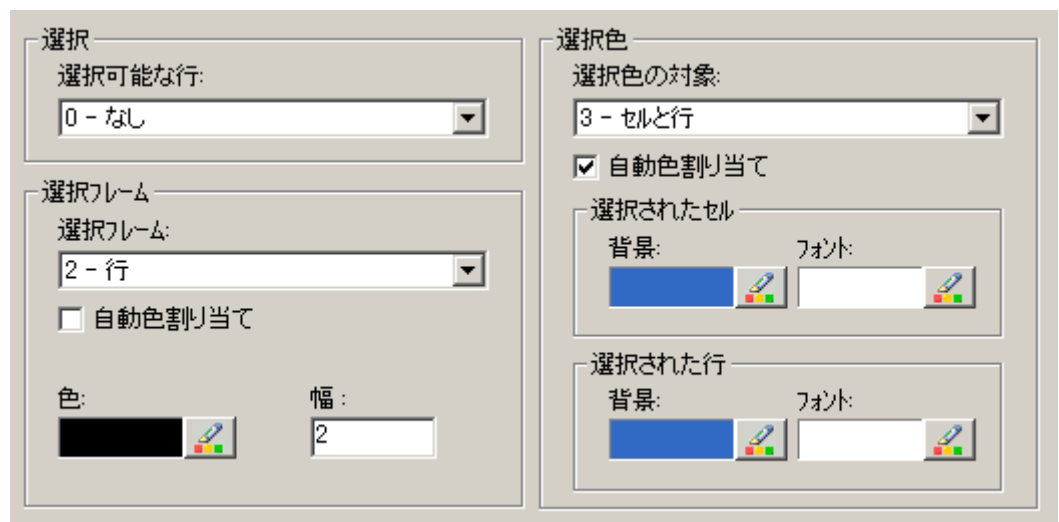 選択
選択可能な行:
0 - なし
選択フレーム
選択フレーム:
2 - 行
自動色割り当て
色:
幅 :
2
選択色
選択色の対象:
3 - セルと行
自動色割り当て
選択されたセル
背景:
フォント:
選択された行
背景:
フォント: